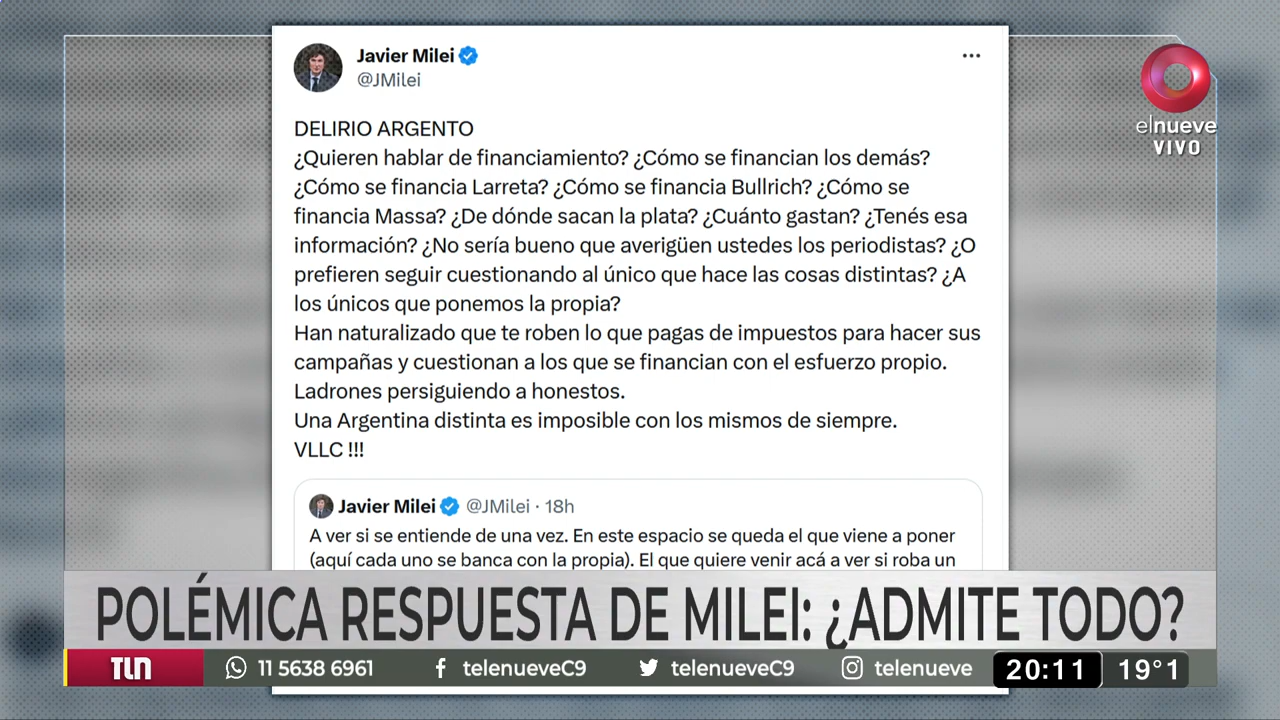 Javier Milei
@JMilei
DELIRIO ARGENTO
¿Quieren hablar de financiamiento? ¿Cómo se financian los demás?
¿Cómo se financia Larreta? ¿Cómo se financia Bullrich? ¿Cómo se
financia Massa? ¿De dónde sacan la plata? ¿Cuánto gastan? ¿Tenés esa
información? ¿No sería bueno que averigüen ustedes los periodistas? ¿O
prefieren seguir cuestionando al único que hace las cosas distintas? ¿A
los únicos que ponemos la propia?
Han naturalizado que te roben lo que pagas de impuestos para hacer sus
campañas y cuestionan a los que se financian con el esfuerzo propio.
Ladrones persiguiendo a honestos.
Una Argentina distinta es imposible con los mismos de siempre.
VLLC !!!
Javier Milei @JMilei · 18h
A ver si se entiende de una vez. En este espacio se queda el que viene a poner
(aquí cada uno se banca con la propia). El que quiere venir acá a ver si roba un
elnueve
VIVO
POLÉMICA RESPUESTA DE MILEI: ¿ADMITE TODO?
TLN 11 5638 6961 telenueveC9 telenueveC9 telenueve 20:11 19°1